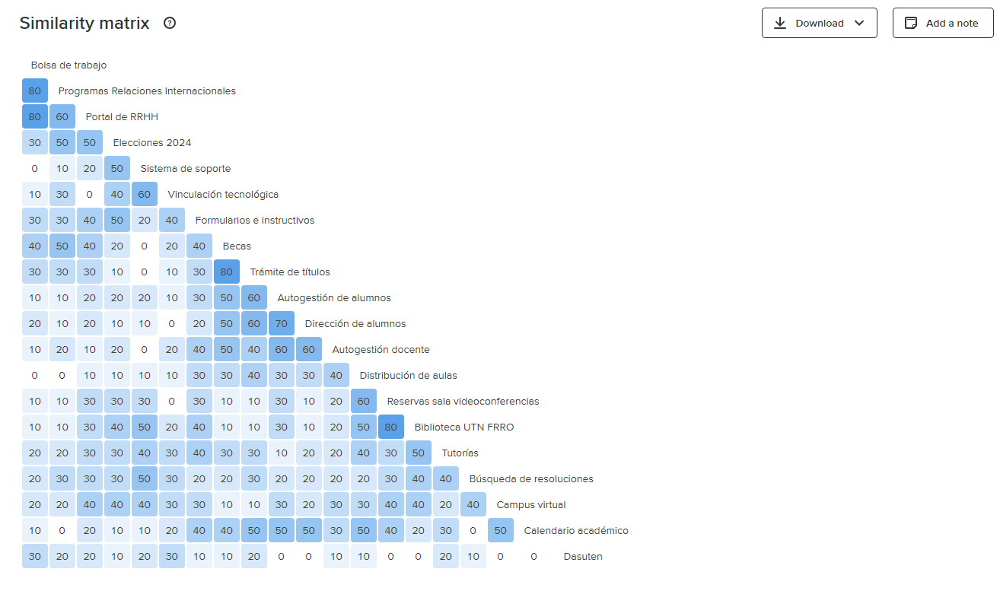 Similarity matrix ?
Download
Add a note
Bolsa de trabajo
80 Programas Relaciones Internacionales
80 60 Portal de RRHH
30 50 50 Elecciones 2024
0 10 20 50 Sistema de soporte
10 30 0 40 60 Vinculación tecnológica
30 30 40 50 20 40 Formularios e instructivos
40 50 40 20 0 20 40 Becas
30 30 30 10 0 10 30 80 Trámite de títulos
10 10 20 20 20 10 30 50 60 Autogestión de alumnos
20 10 20 10 10 0 20 50 60 70 Dirección de alumnos
10 20 10 20 0 20 40 50 40 60 60 Autogestión docente
0 0 10 10 10 10 30 30 40 30 30 40 Distribución de aulas
10 10 30 30 30 0 30 10 10 30 10 20 60 Reservas sala videoconferencias
10 10 30 40 50 20 40 10 10 30 10 20 50 80 Biblioteca UTN FRRO
20 20 30 30 40 30 40 30 30 10 20 20 40 30 50 Tutorías
20 30 30 30 50 30 20 20 30 20 20 20 20 30 40 40 Búsqueda de resoluciones
20 20 40 40 40 30 30 10 10 30 20 30 30 40 40 20 40 Campus virtual
10 0 20 10 10 20 40 40 50 50 50 30 50 40 20 30 0 50 Calendario académico
30 20 20 10 20 30 10 10 20 0 0 10 10 0 0 20 10 0 0 Dasuten